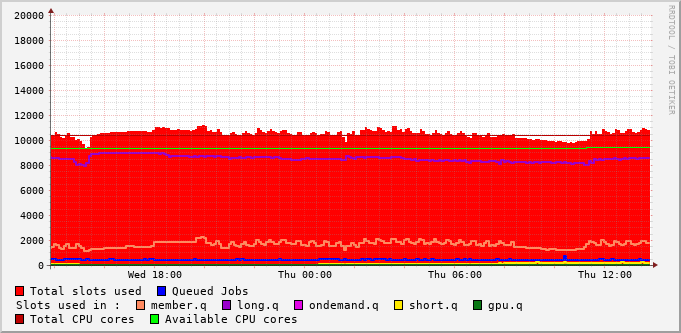 20000
18000
16000
14000
12000
10000
8000
6000
4000
2000
0
Wed 18:00 Thu 00:00 Thu 06:00 Thu 12:00
RRDTOOL / TOBI OETIKER
Total slots used Queued Jobs
Slots used in : member.q long.q ondemand.q short.q gpu.q
Total CPU cores Available CPU cores